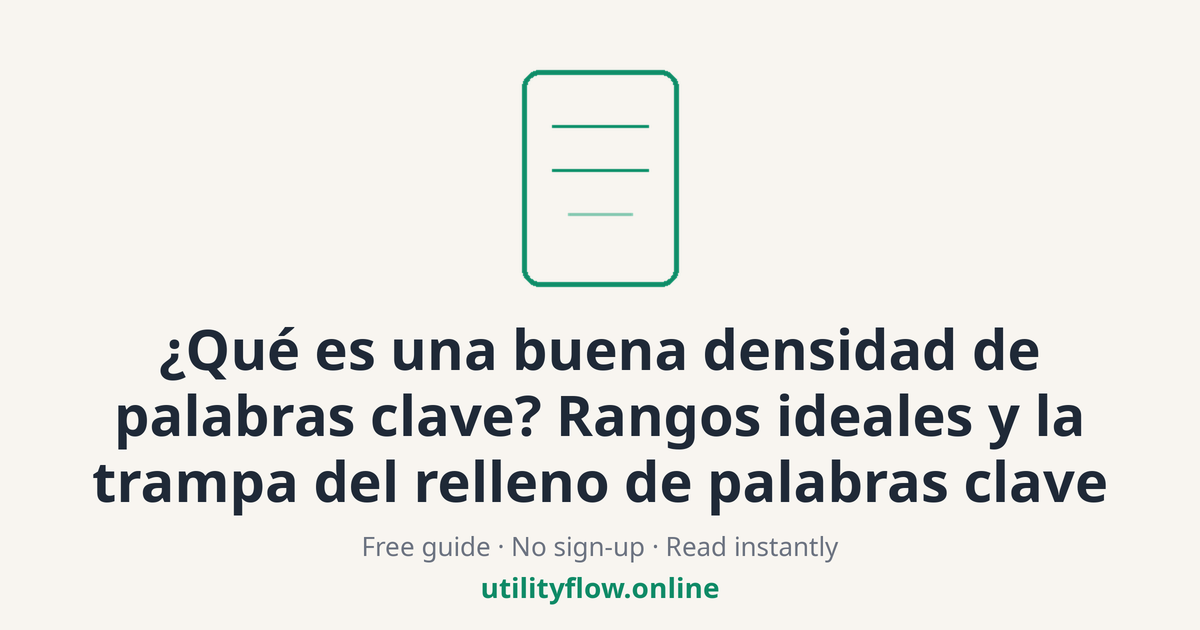 ¿Qué es una buena densidad de
palabras clave? Rangos ideales y la
trampa del relleno de palabras clave
Free guide · No sign-up · Read instantly
utilityflow.online